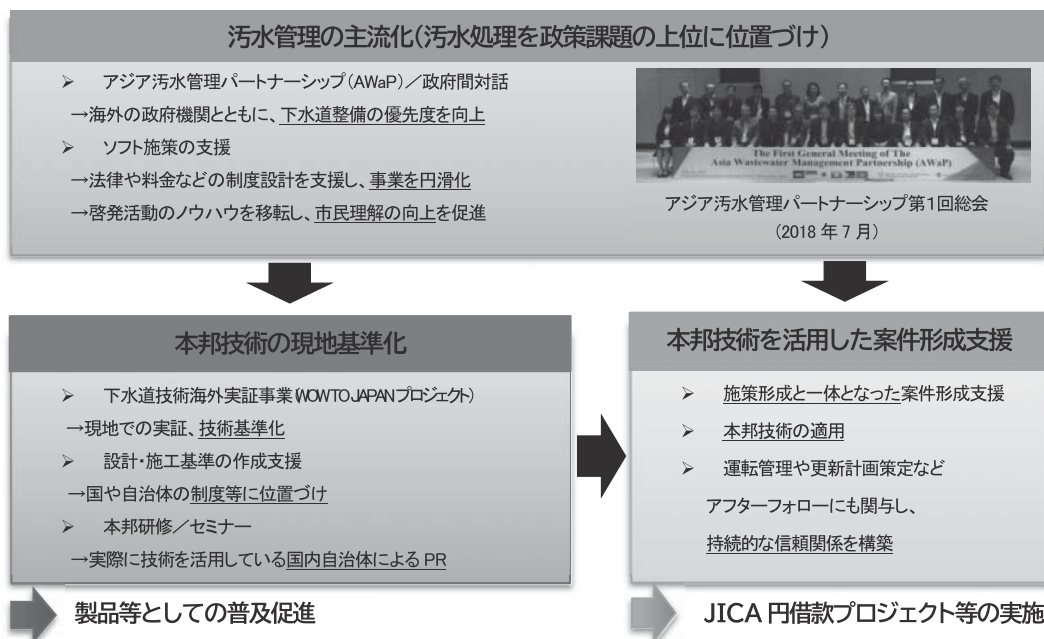 汚水管理の主流化(汚水処理を政策課題の上位に位置づけ)
➢ アジア汚水管理パートナーシップ(AWaP)/政府間対話
→海外の政府機関とともに、下水道整備の優先度を向上
➢ ソフト施策の支援
→法律や料金などの制度設計を支援し、事業を円滑化
→啓発活動のノウハウを移転し、市民理解の向上を促進
The First General Meeting of The
Asia Wastewater Management Partnership (AWaP)
アジア汚水管理パートナーシップ第1回総会
(2018 年 7 月)
本邦技術の現地基準化
➢ 下水道技術海外実証事業(WOW TO JAPAN プロジェクト)
→現地での実証、技術基準化
➢ 設計・施工基準の作成支援
→国や自治体の制度等に位置づけ
➢ 本邦研修/セミナー
→実際に技術を活用している国内自治体による PR
製品等としての普及促進
本邦技術を活用した案件形成支援
➢ 施策形成と一体となった案件形成支援
➢ 本邦技術の適用
➢ 運転管理や更新計画策定など
アフターフォローにも関与し、
持続的な信頼関係を構築
JICA 円借款プロジェクト等の実施